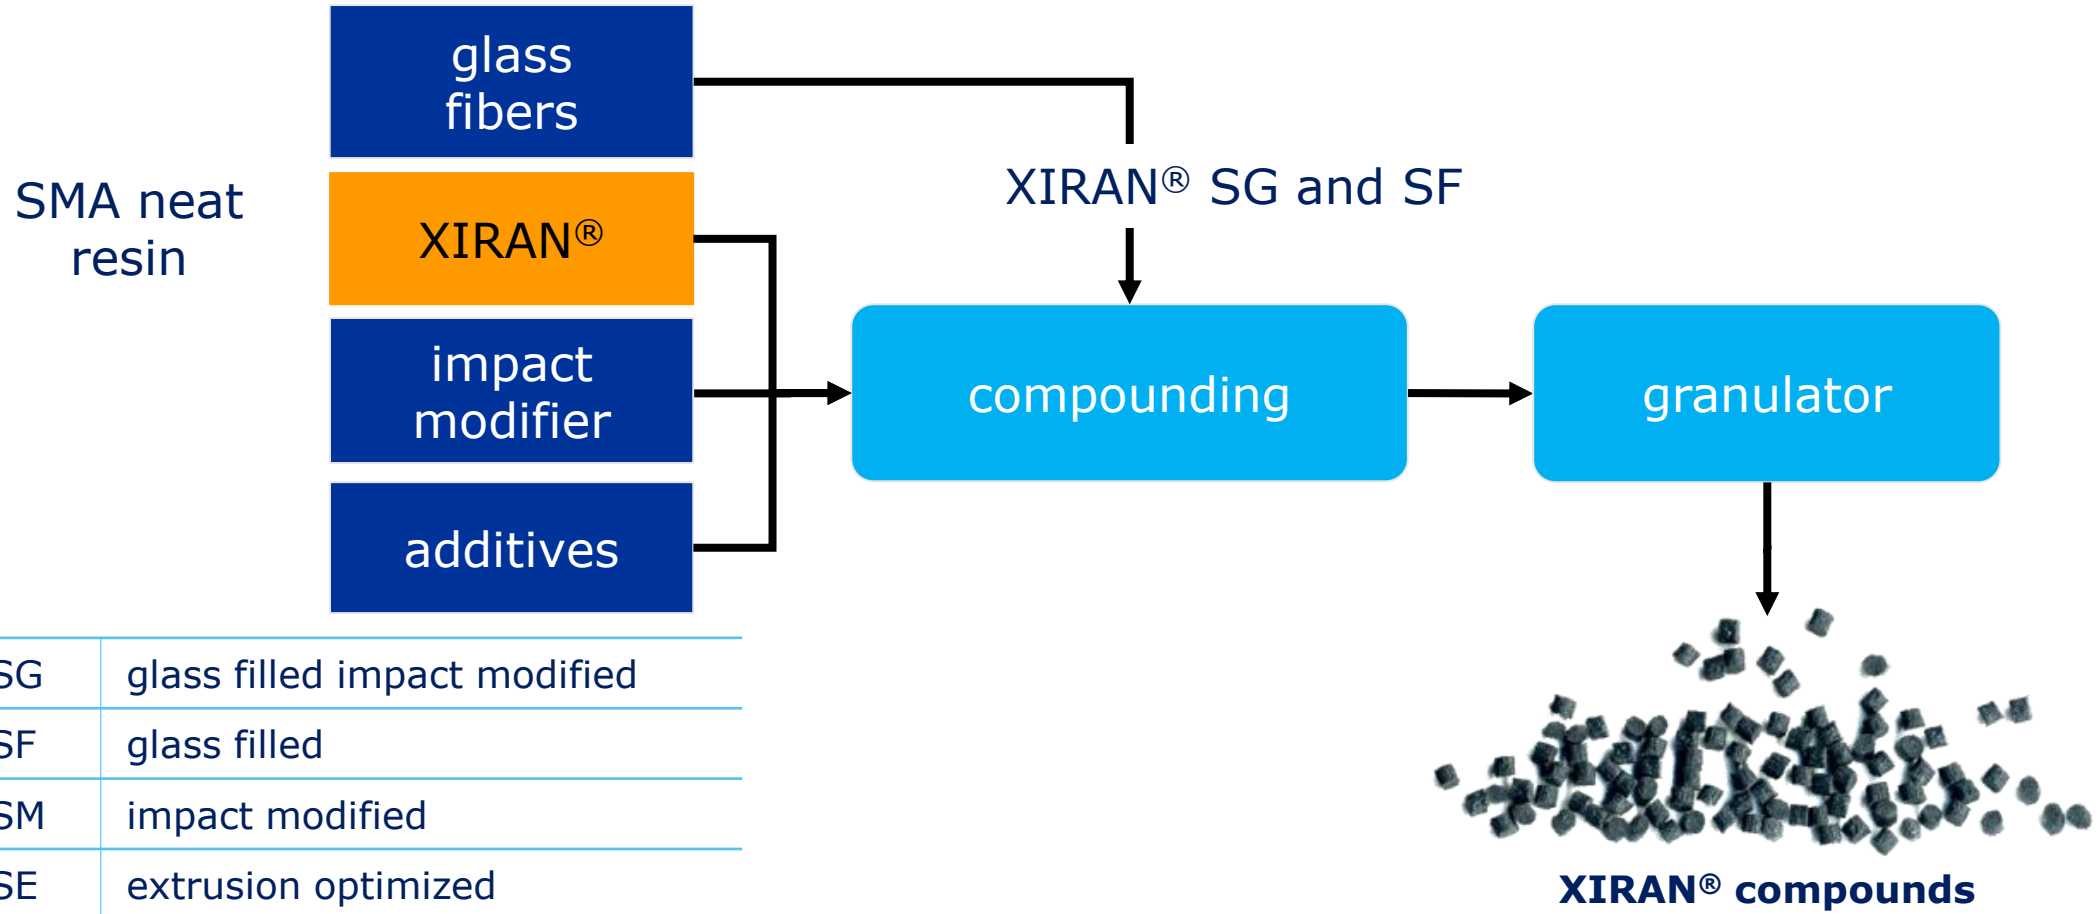 glass
fibers
SMA neat
resin
XIRAN®
XIRAN® SG and SF
impact
modifier
compounding
granulator
additives
SG glass filled impact modified
SF glass filled
SM impact modified
SE extrusion optimized
XIRAN® compounds